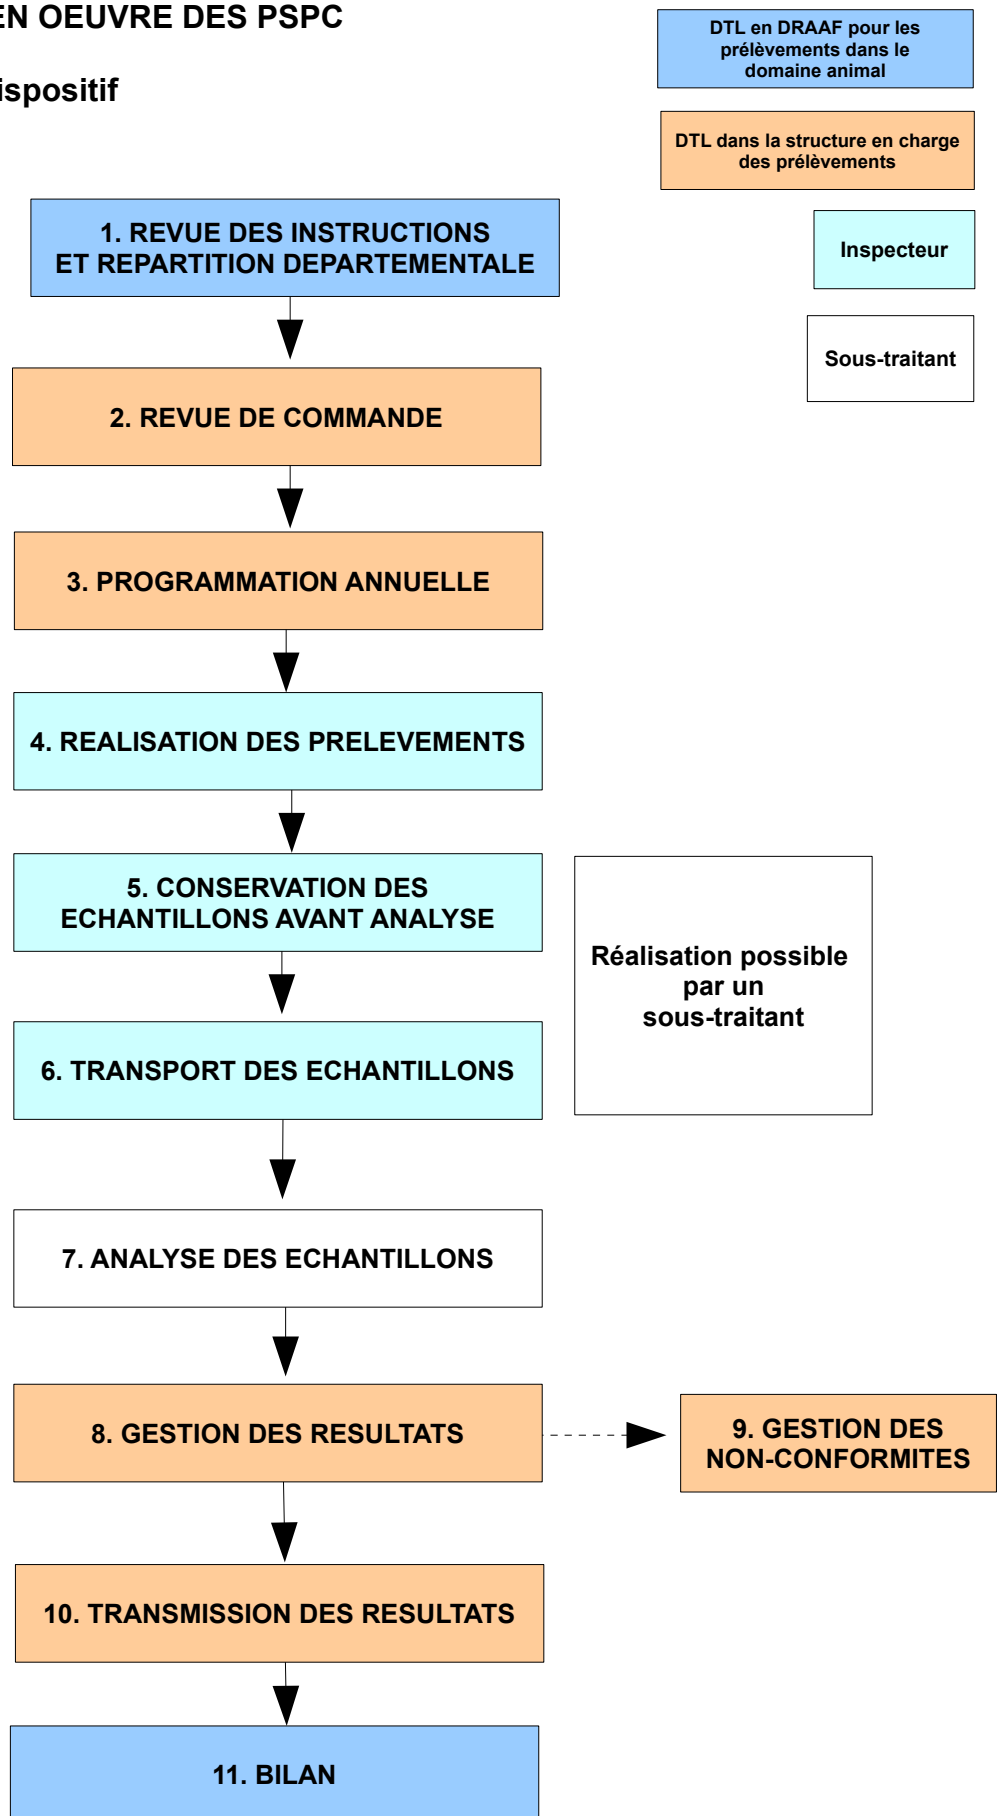 EN OEUVRE DES PSPC
ispositif
DTL en DRAAF pour les
prélèvements dans le
domaine animal
DTL dans la structure en charge
des prélèvements
Inspecteur
Sous-traitant
1. REVUE DES INSTRUCTIONS
ET REPARTITION DEPARTEMENTALE
2. REVUE DE COMMANDE
3. PROGRAMMATION ANNUELLE
4. REALISATION DES PRELEVEMENTS
5. CONSERVATION DES
ECHANTILLONS AVANT ANALYSE
Réalisation possible
par un
sous-traitant
6. TRANSPORT DES ECHANTILLONS
7. ANALYSE DES ECHANTILLONS
8. GESTION DES RESULTATS
9. GESTION DES
NON-CONFORMITES
10. TRANSMISSION DES RESULTATS
11. BILAN